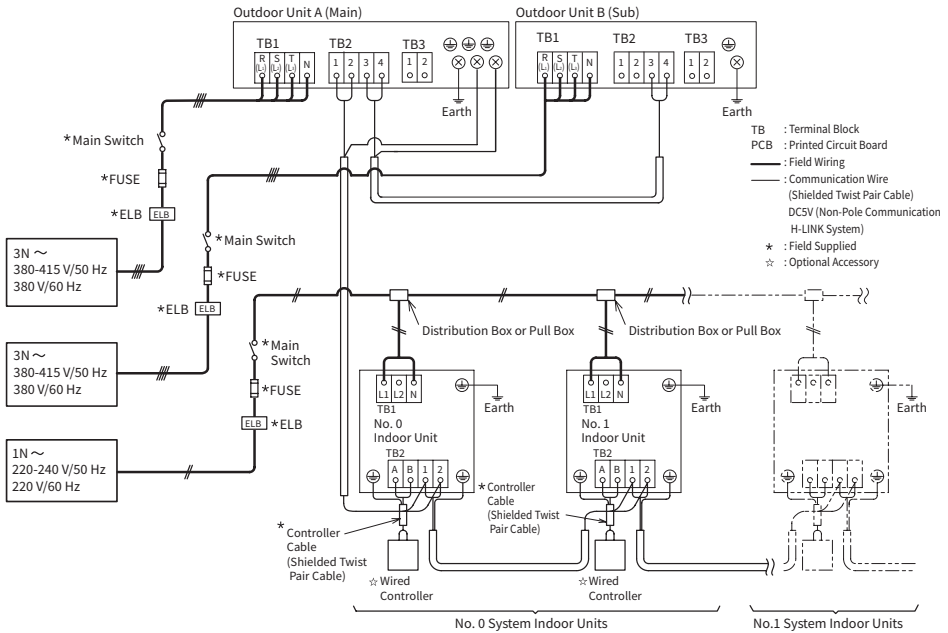 Outdoor Unit A (Main)
Outdoor Unit B (Sub)
TB1 TB2 TB3
R S T N
(L1) (L2) (L3)
1 2 3 4
1 2
Earth
TB1 TB2 TB3
R S T N
(L1) (L2) (L3)
1 2 3 4
1 2
Earth
TB : Terminal Block
PCB : Printed Circuit Board
: Field Wiring
: Communication Wire
(Shielded Twist Pair Cable)
DC5V (Non-Pole Communication
H-LINK System)
* : Field Supplied
☆ : Optional Accessory
*Main Switch
*FUSE
*ELB ELB
3N ～
380-415 V/50 Hz
380 V/60 Hz
*Main Switch
*FUSE
*ELB ELB
3N ～
380-415 V/50 Hz
380 V/60 Hz
*Main
Switch
*FUSE
ELB *ELB
1N ～
220-240 V/50 Hz
220 V/60 Hz
Distribution Box or Pull Box
Distribution Box or Pull Box
L1 L2 N
TB1
No. 0
Indoor Unit
TB2
A B 1 2
Earth
L1 L2 N
TB1
No. 1
Indoor Unit
TB2
A B 1 2
Earth
Earth
*Controller
Cable
(Shielded Twist
Pair Cable)
*Controller
Cable
(Shielded Twist
Pair Cable)
☆Wired
Controller
☆Wired
Controller
No. 0 System Indoor Units
No.1 System Indoor Units